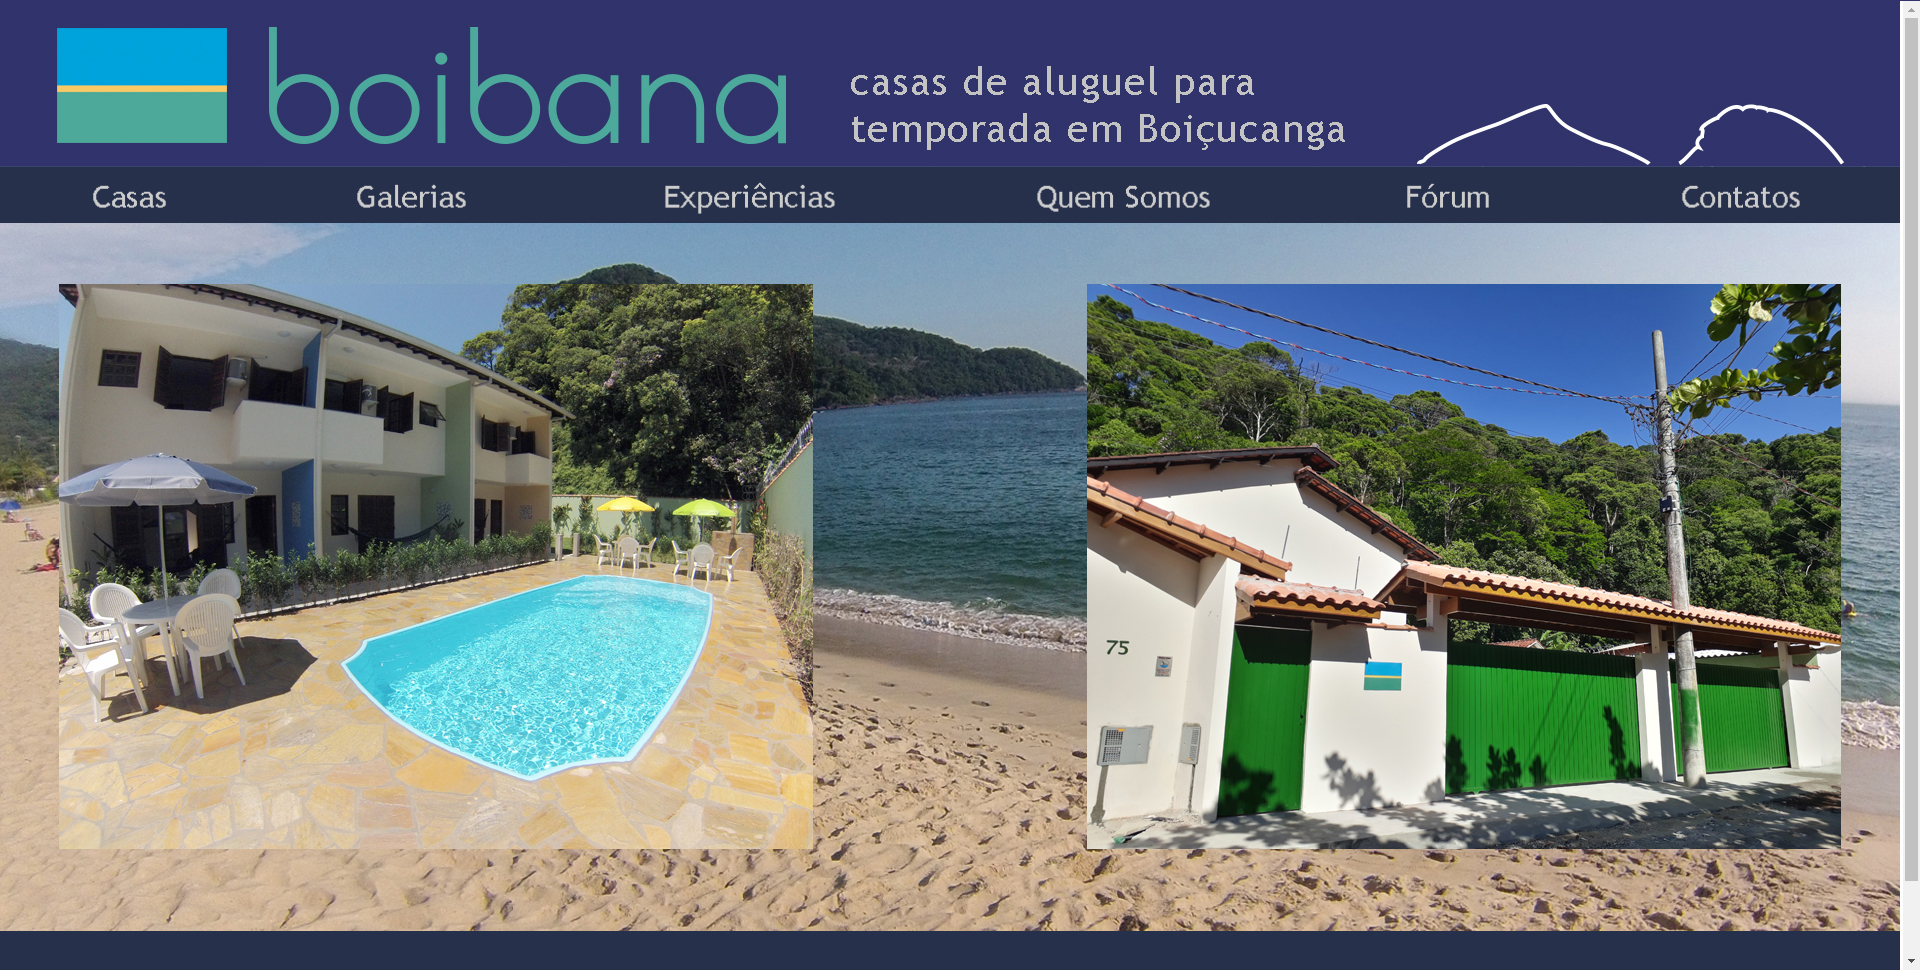 boibana
casas de aluguel para
temporada em Boiçucanga
Casas
Galerias
Experiências
Quem Somos
Fórum
Contatos
75